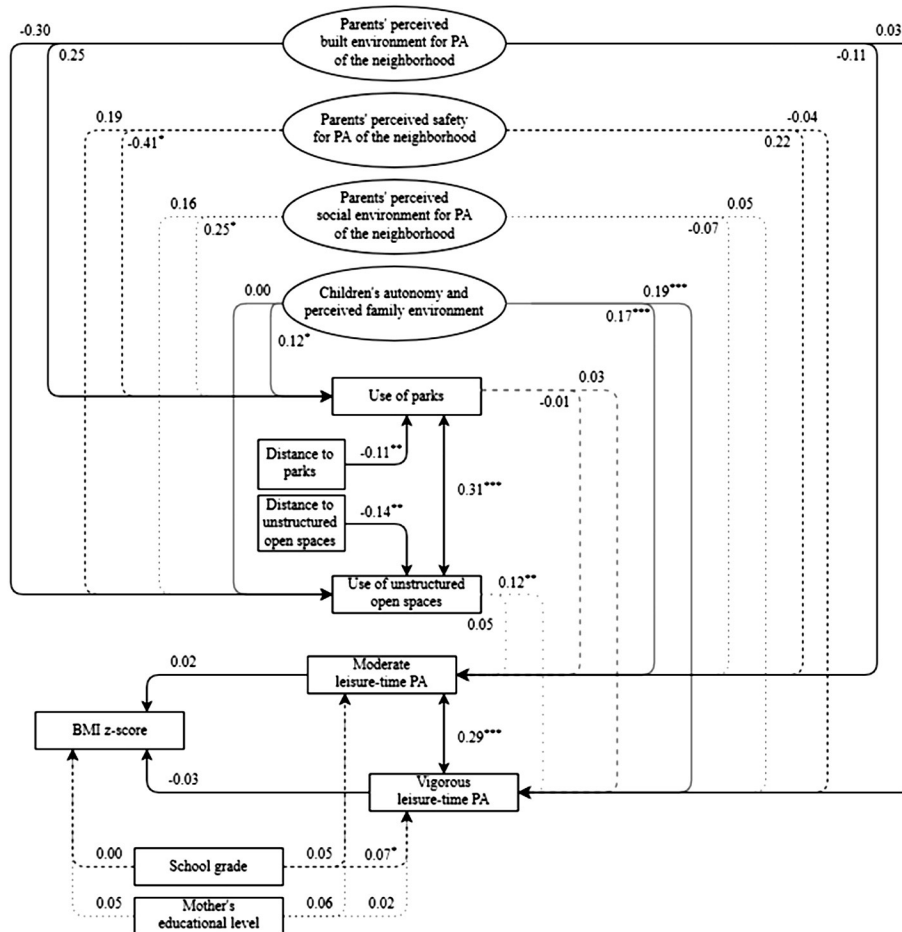 Parents' perceived
built environment for PA
of the neighborhood
-0.30
0.25
0.03
-0.11
Parents' perceived safety
for PA of the neighborhood
0.19
-0.41*
-0.04
0.22
Parents' perceived
social environment for PA
of the neighborhood
0.16
0.25*
0.05
-0.07
Children's autonomy and
perceived family environment
0.00
0.12*
0.19***
0.17***
Use of parks
0.03
-0.01
Distance to
parks
-0.11**
0.31***
Distance to
unstructured
open spaces
-0.14**
Use of unstructured
open spaces
0.12**
0.05
Moderate
leisure-time PA
0.02
BMI z-score
0.29***
-0.03
Vigorous
leisure-time PA
0.00
School grade
0.05
0.07*
0.05
Mother's
educational level
0.06
0.02